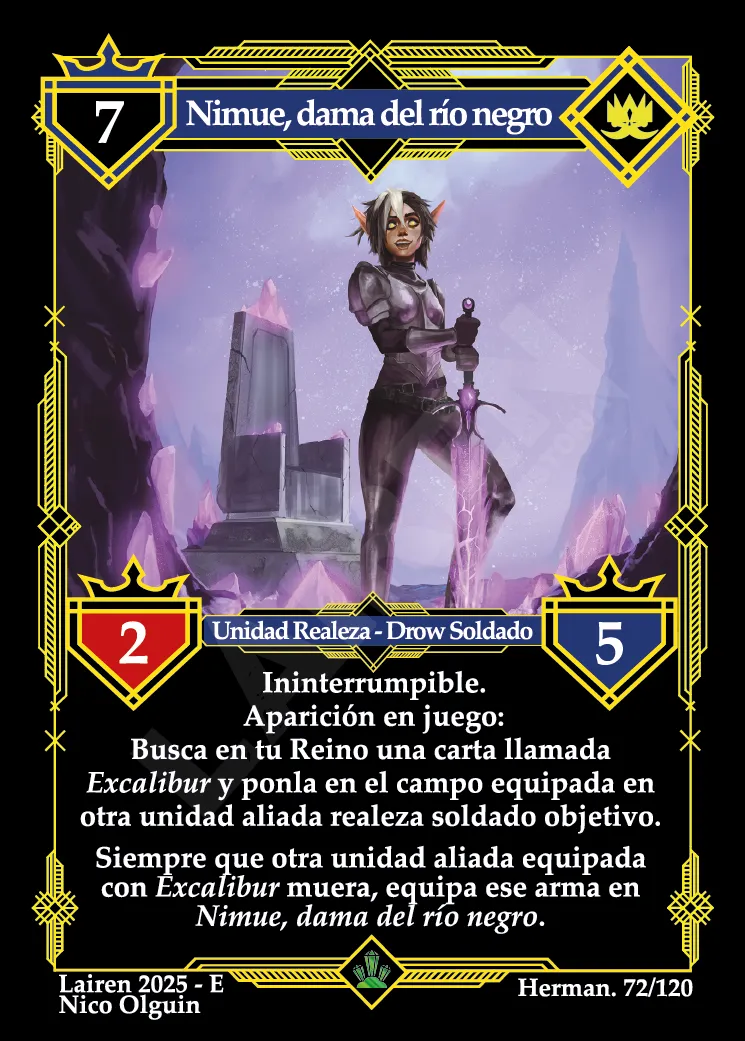 7
Nimue, dama del río negro
2
Unidad Realeza - Drow Soldado
5
Ininterrumpible.
Aparición en juego:
Busca en tu Reino una carta llamada
Excalibur y ponla en el campo equipada en
otra unidad aliada realeza soldado objetivo.
Siempre que otra unidad aliada equipada
con Excalibur muera, equipa ese arma en
Nimue, dama del río negro.
Lairen 2025 - E
Nico Olguin
Herman. 72/120